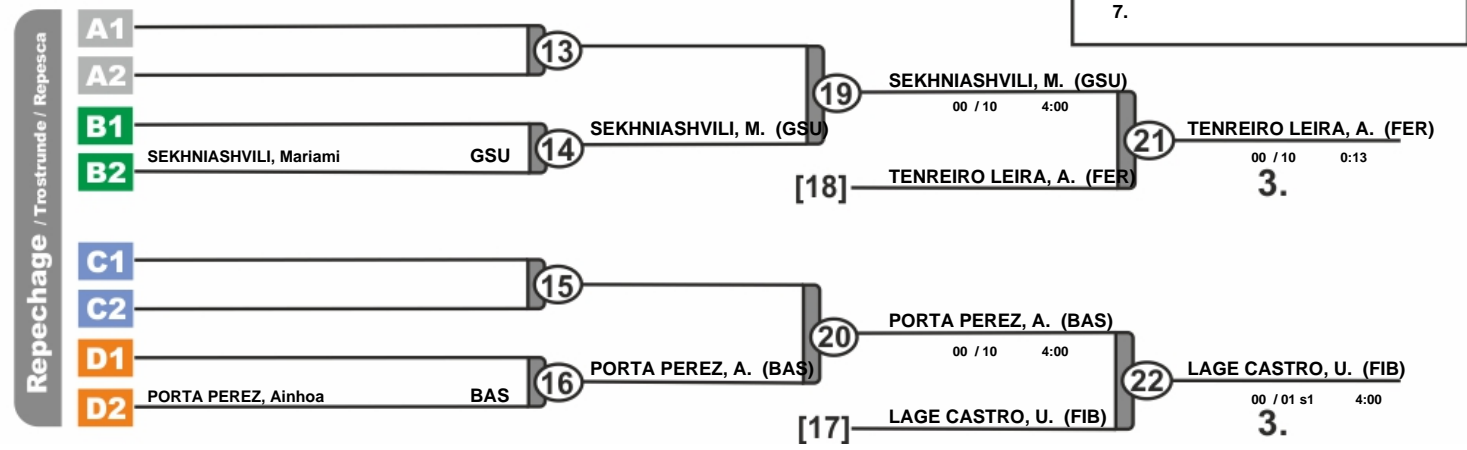 7.
Repechage / Trostrunde / Repesca
A1
13
A2
19
SEKHNIASHVILI, M. (GSU)
00 / 10 4:00
B1
SEKHNIASHVILI, M. (GSU)
21
TENREIRO LEIRA, A. (FER)
00 / 10 0:13
3.
14
B2
SEKHNIASHVILI, Mariami GSU
[18]
TENREIRO LEIRA, A. (FER)
C1
15
C2
20
PORTA PEREZ, A. (BAS)
00 / 10 4:00
D1
PORTA PEREZ, A. (BAS)
22
LAGE CASTRO, U. (FIB)
00 / 01 s1 4:00
3.
16
D2
PORTA PEREZ, Ainhoa BAS
[17]
LAGE CASTRO, U. (FIB)